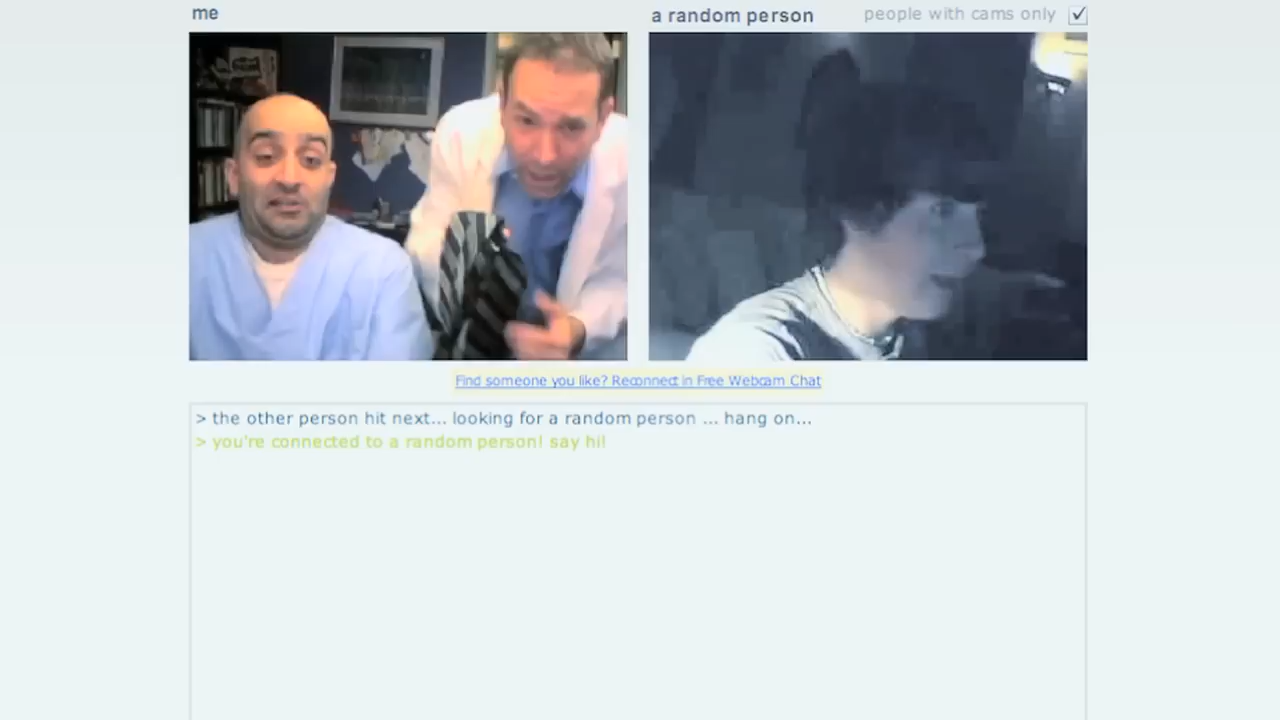 me
a random person
people with cams only
Find someone you like? Reconnect in Free Webcam Chat
> the other person hit next... looking for a random person ... hang on...
> you're connected to a random person! say hi!